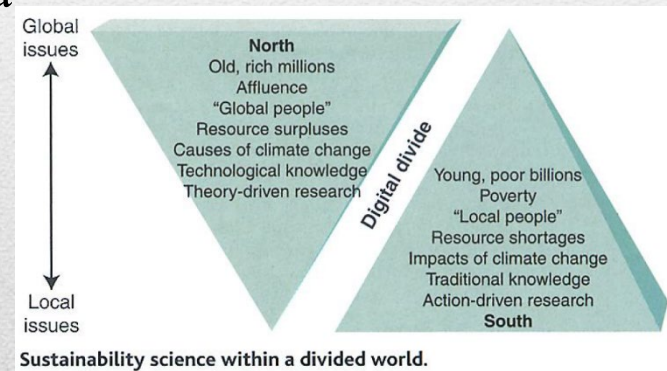 Global
issues
North
Old, rich millions
Affluence
“Global people”
Resource surpluses
Causes of climate change
Technological knowledge
Theory-driven research
Digital divide
Young, poor billions
Poverty
“Local people”
Resource shortages
Impacts of climate change
Traditional knowledge
Action-driven research
South
Local
issues
Sustainability science within a divided world.